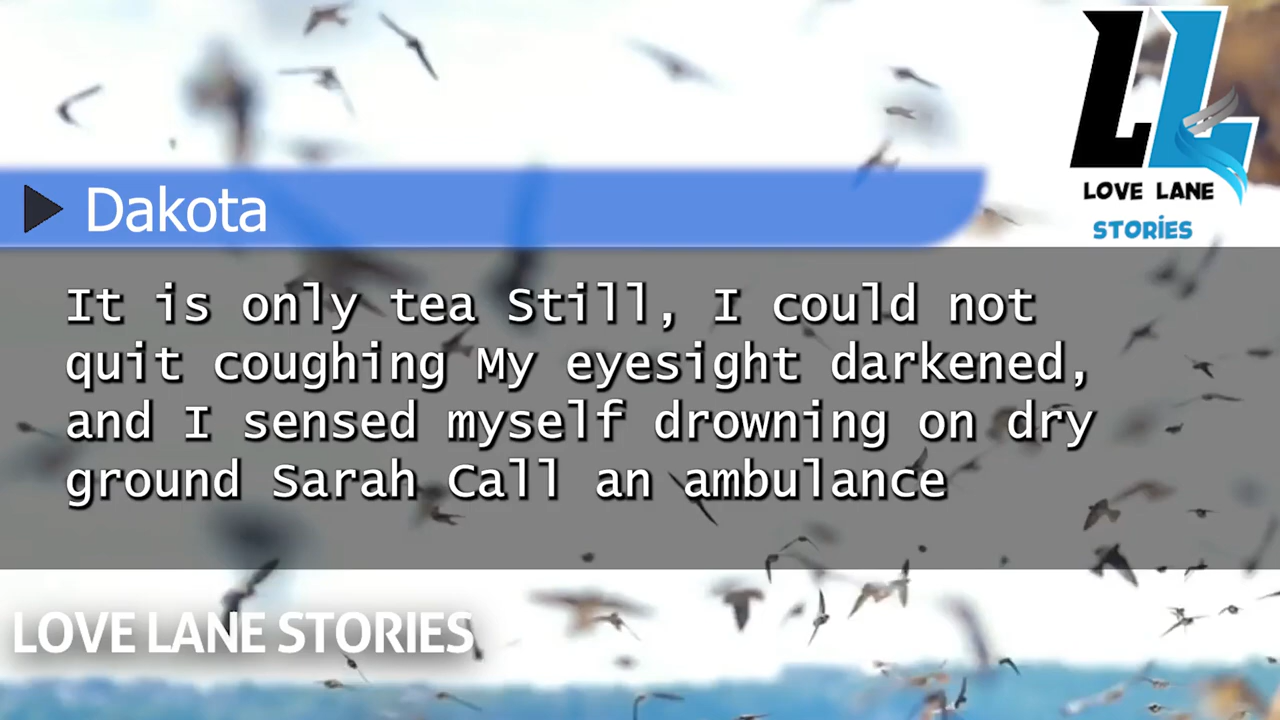 LL
LOVE LANE
STORIES
Dakota
It is only tea Still, I could not
quit coughing My eyesight darkened,
and I sensed myself drowning on dry
ground Sarah Call an ambulance
LOVE LANE STORIES